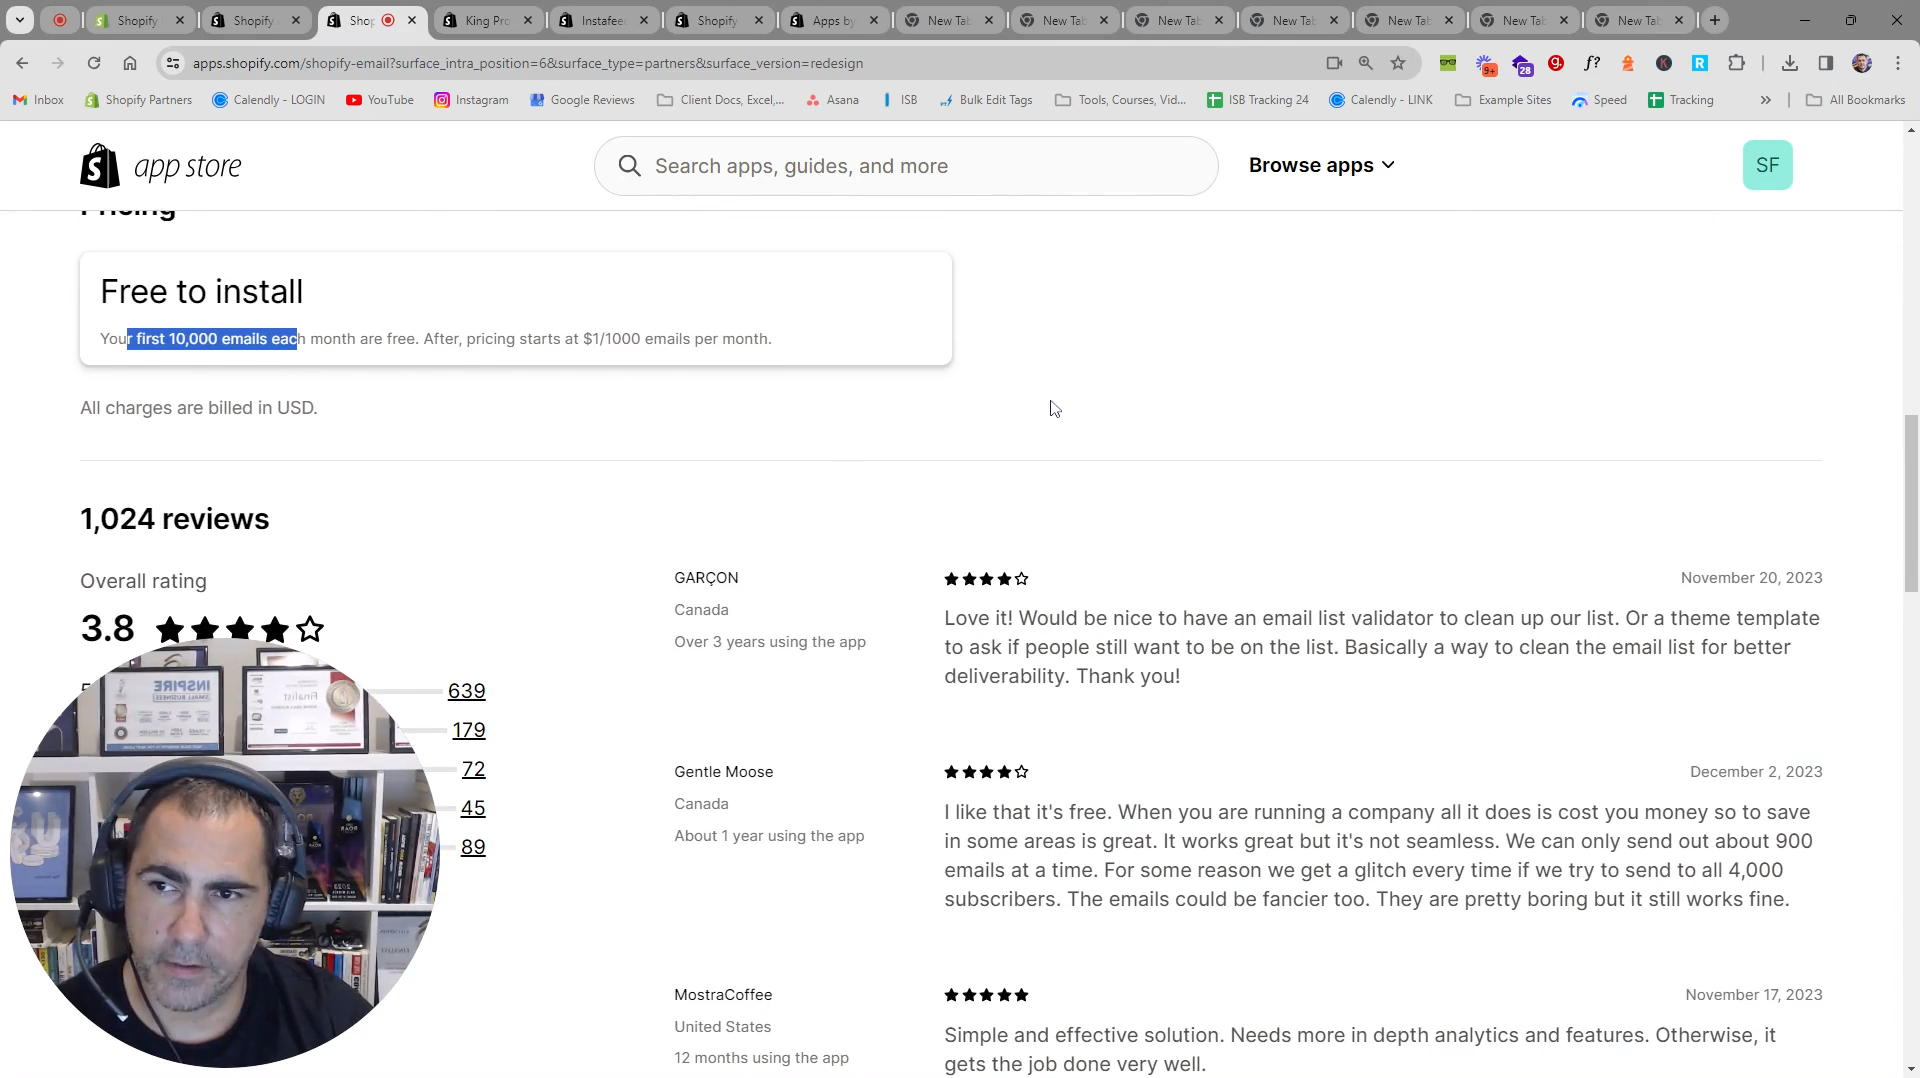 Shopify
Shopify
Shop
King Pro
Instafeed
Shopify
Apps by
New Tab
New Tab
New Tab
New Tab
New Tab
New Tab
New Tab
apps.shopify.com/shopify-email?surface_intra_position=6&surface_type=partners&surface_version=redesign
9+
28
g.
f?
K
R
Inbox
Shopify Partners
Calendly - LOGIN
YouTube
Instagram
Google Reviews
Client Docs, Excel,...
Asana
ISB
Bulk Edit Tags
Tools, Courses, Vid...
ISB Tracking 24
Calendly - LINK
Example Sites
Speed
Tracking
All Bookmarks
app store
Search apps, guides, and more
Browse apps
SF
Pricing
Free to install
Your first 10,000 emails each month are free. After, pricing starts at $1/1000 emails per month.
All charges are billed in USD.
1,024 reviews
Overall rating
3.8
639
179
72
45
89
GARÇON
Canada
Over 3 years using the app
November 20, 2023
Love it! Would be nice to have an email list validator to clean up our list. Or a theme template
to ask if people still want to be on the list. Basically a way to clean the email list for better
deliverability. Thank you!
Gentle Moose
Canada
About 1 year using the app
December 2, 2023
I like that it's free. When you are running a company all it does is cost you money so to save
in some areas is great. It works great but it's not seamless. We can only send out about 900
emails at a time. For some reason we get a glitch every time if we try to send to all 4,000
subscribers. The emails could be fancier too. They are pretty boring but it still works fine.
MostraCoffee
United States
12 months using the app
November 17, 2023
Simple and effective solution. Needs more in depth analytics and features. Otherwise, it
gets the job done very well.
INSPIRE
Finalist